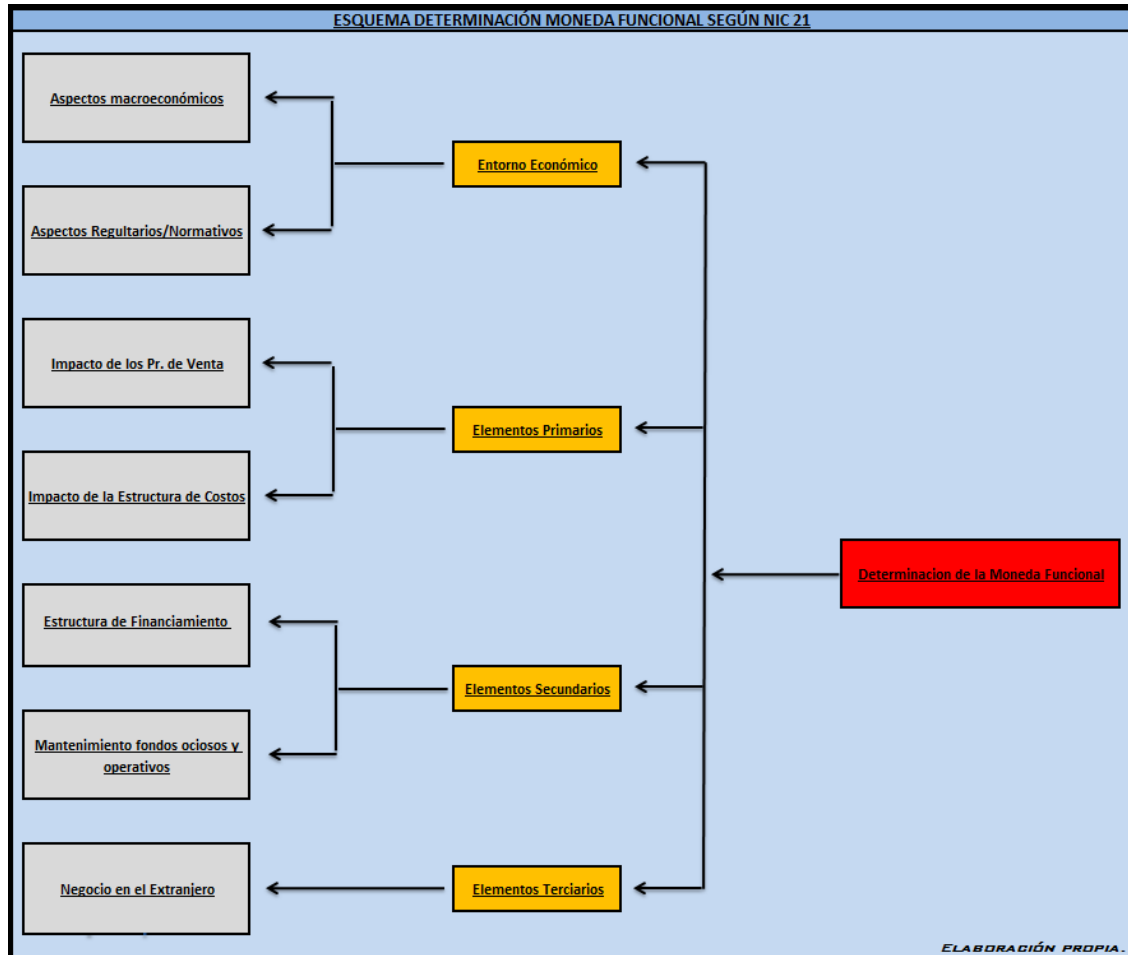 ESQUEMA DETERMINACIÓN MONEDA FUNCIONAL SEGÚN NIC 21
Aspectos macroeconómicos
Entorno Económico
Aspectos Regultarios/Normativos
Impacto de los Pr. de Venta
Elementos Primarios
Impacto de la Estructura de Costos
Determinacion de la Moneda Funcional
Estructura de Financiamiento
Elementos Secundarios
Mantenimiento fondos ociosos y
operativos
Negocio en el Extranjero
Elementos Terciarios
ELABORACIÓN PROPIA.